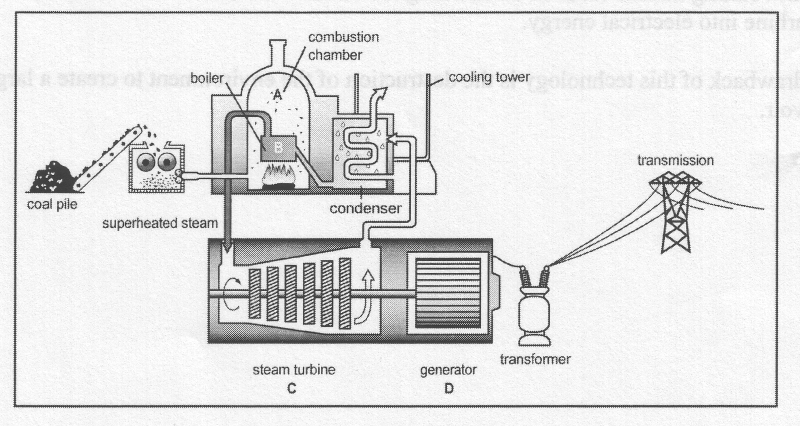 combustion
chamber
boiler
cooling tower
A
B
transmission
coal pile
condenser
superheated steam
transformer
steam turbine
C
generator
D